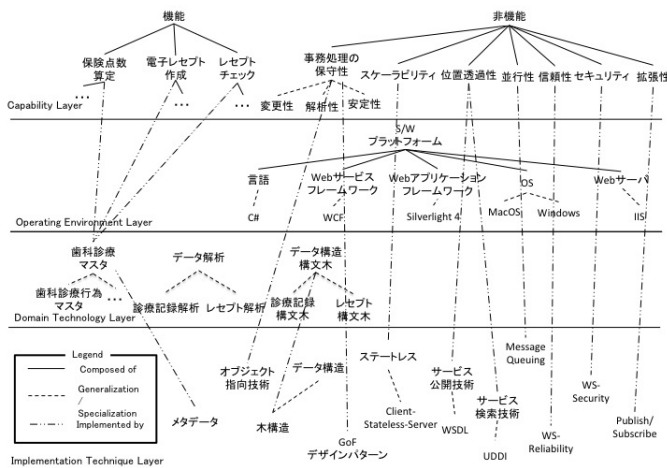 機能
非機能
保険点数
算定
電子レセプト
作成
レセプト
チェック
事務処理の
保守性
スケーラビリティ
位置透過性
並行性
信頼性
セキュリティ
拡張性
...
...
...
変更性
解析性
安定性
Capability Layer
S/W
プラットフォーム
言語
Webサービス
フレームワーク
Webアプリケーション
フレームワーク
OS
Webサーバ
C#
WCF
Silverlight 4
MacOS
Windows
IIS
Operating Environment Layer
歯科診療
マスタ
データ解析
データ構造
構文木
歯科診療行為
マスタ
...
診療記録解析
レセプト解析
診療記録
構文木
レセプト
構文木
Domain Technology Layer
Legend
Composed of
Generalization
/
Specialization
Implemented by
メタデータ
オブジェクト
指向技術
データ構造
木構造
GoF
デザインパターン
ステートレス
Client-
Stateless-Server
サービス
公開技術
WSDL
サービス
検索技術
UDDI
Message
Queuing
WS-
Reliability
WS-
Security
Publish/
Subscribe
Implementation Technique Layer